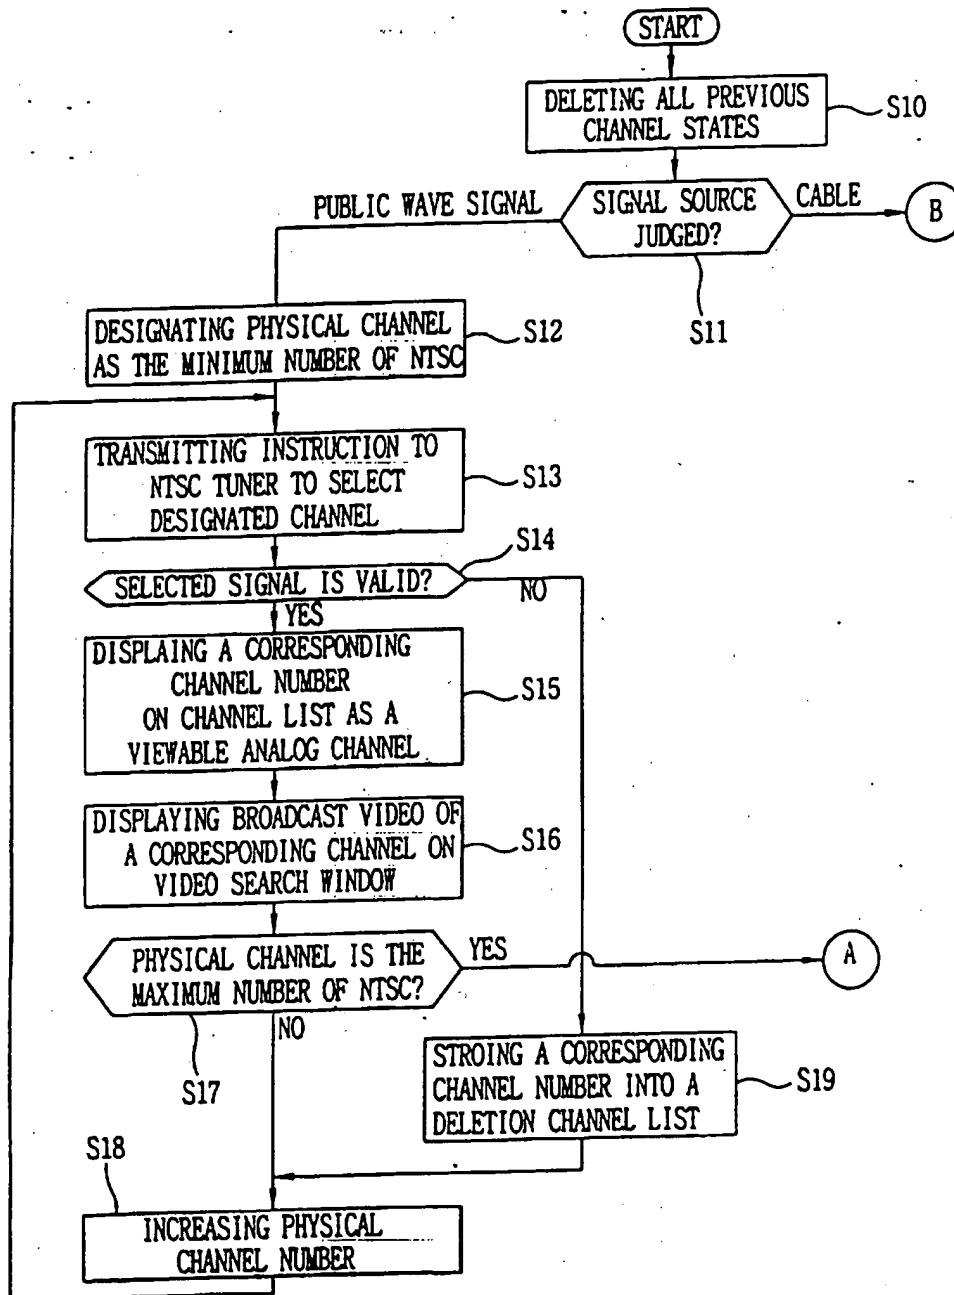 START
DELETING ALL PREVIOUS
CHANNEL STATES
S10
PUBLIC WAVE SIGNAL
SIGNAL SOURCE
JUDGED?
CABLE
B
S11
DESIGNATING PHYSICAL CHANNEL
AS THE MINIMUM NUMBER OF NTSC
S12
TRANSMITTING INSTRUCTION TO
NTSC TUNER TO SELECT
DESIGNATED CHANNEL
S13
S14
SELECTED SIGNAL IS VALID?
NO
YES
DISPLAING A CORRESPONDING
CHANNEL NUMBER
ON CHANNEL LIST AS A
VIEWABLE ANALOG CHANNEL
S15
DISPLAYING BROADCAST VIDEO OF
A CORRESPONDING CHANNEL ON
VIDEO SEARCH WINDOW
S16
PHYSICAL CHANNEL IS THE
MAXIMUM NUMBER OF NTSC?
YES
A
NO
S17
STROING A CORRESPONDING
CHANNEL NUMBER INTO A
DELETION CHANNEL LIST
S19
S18
INCREASING PHYSICAL
CHANNEL NUMBER